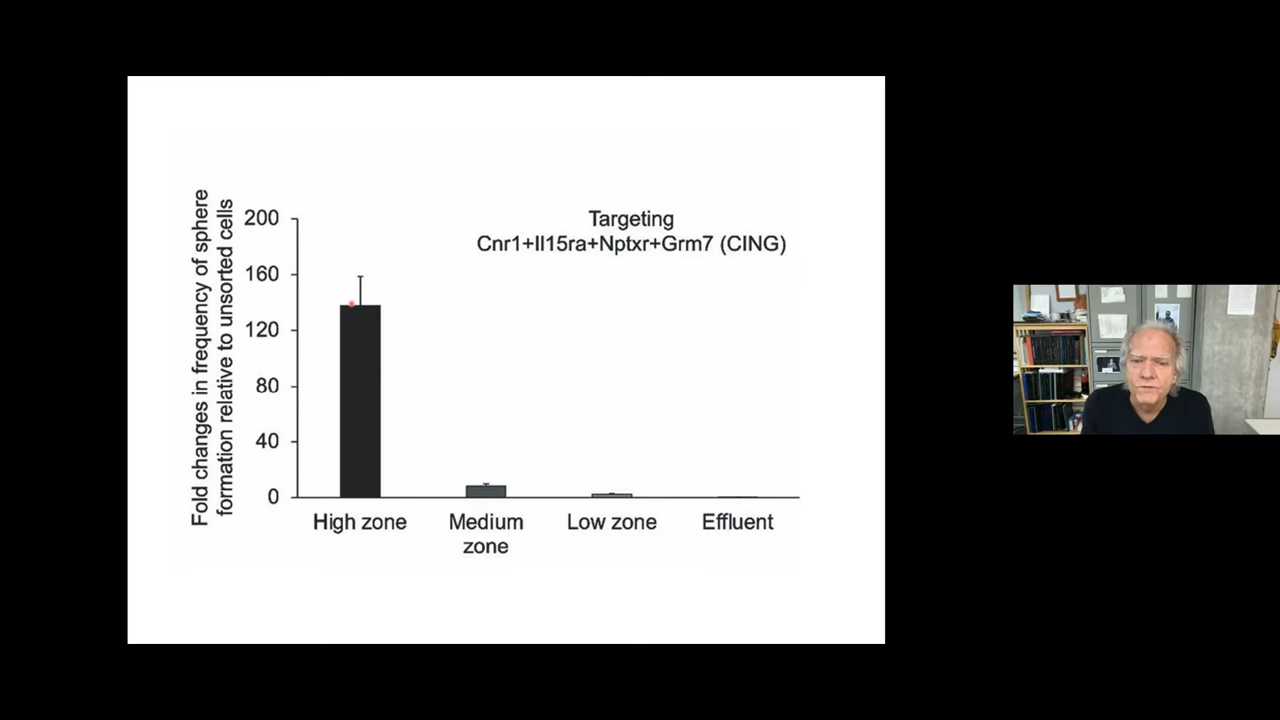 Fold changes in frequency of sphere
formation relative to unsorted cells
200
160
120
80
40
0
Targeting
Cnr1+Il15ra+Nptxr+Grm7 (CING)
High zone
Medium
zone
Low zone
Effluent